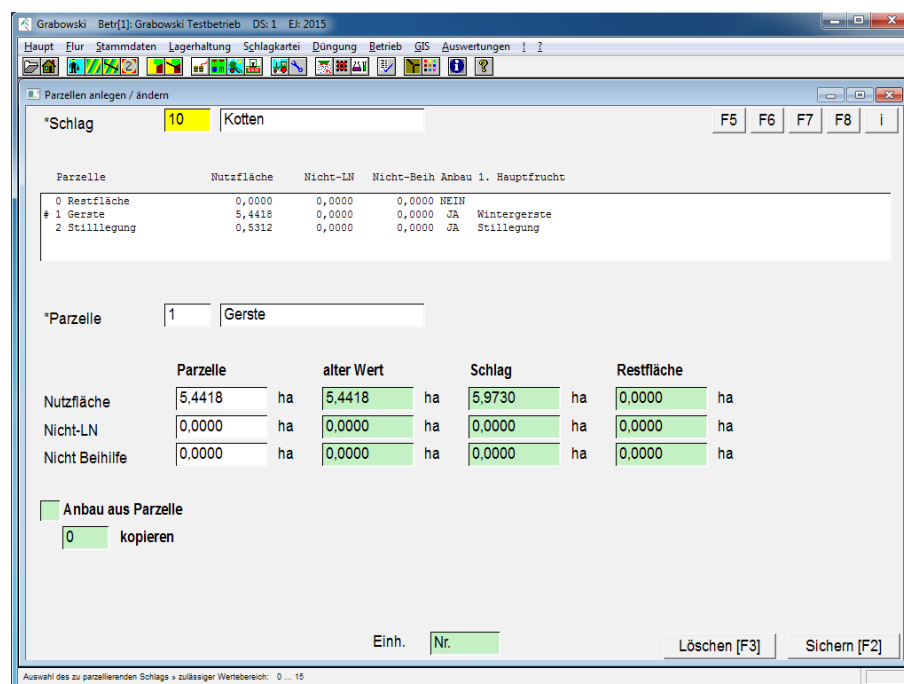 Grabowski Betr[1]: Grabowski Testbetrieb DS: 1 EJ: 2015
Haupt Flur Stammdaten Lagerhaltung Schlagkartei Düngung Betrieb GIS Auswertungen ! ?
Parzellen anlegen / ändern
*Schlag 10 Kotten F5 F6 F7 F8 i
Parzelle Nutzfläche Nicht-LN Nicht-Beih Anbau 1. Hauptfrucht
0 Restfläche 0,0000 0,0000 0,0000 NEIN
# 1 Gerste 5,4418 0,0000 0,0000 JA Wintergerste
2 Stilllegung 0,5312 0,0000 0,0000 JA Stillegung
*Parzelle 1 Gerste
Parzelle alter Wert Schlag Restfläche
Nutzfläche 5,4418 ha 5,4418 ha 5,9730 ha 0,0000 ha
Nicht-LN 0,0000 ha 0,0000 ha 0,0000 ha 0,0000 ha
Nicht Beihilfe 0,0000 ha 0,0000 ha 0,0000 ha 0,0000 ha
Anbau aus Parzelle
0 kopieren
Einh. Nr. Löschen [F3] Sichern [F2]
Auswahl des zu parzellierenden Schlags » zulässiger Wertebereich: 0 ... 15